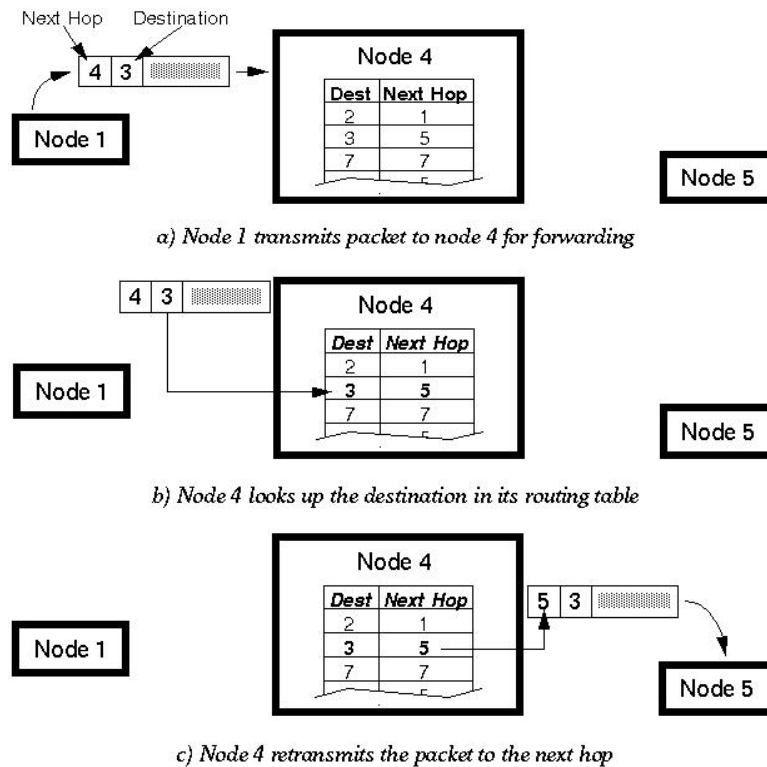 Next Hop Destination
4 3
Node 1
Node 4
Dest Next Hop
2 1
3 5
7 7
Node 5
a) Node 1 transmits packet to node 4 for forwarding
4 3
Node 1
Node 4
Dest Next Hop
2 1
3 5
7 7
Node 5
b) Node 4 looks up the destination in its routing table
Node 1
Node 4
Dest Next Hop
2 1
3 5
7 7
5 3
Node 5
c) Node 4 retransmits the packet to the next hop